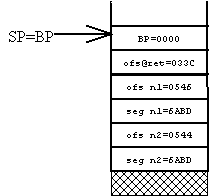 BP=0000
SP=BP
ofs@ret=033C
ofs n1=0546
seg n1=6ABD
ofs n2=0544
seg n2=6ABD